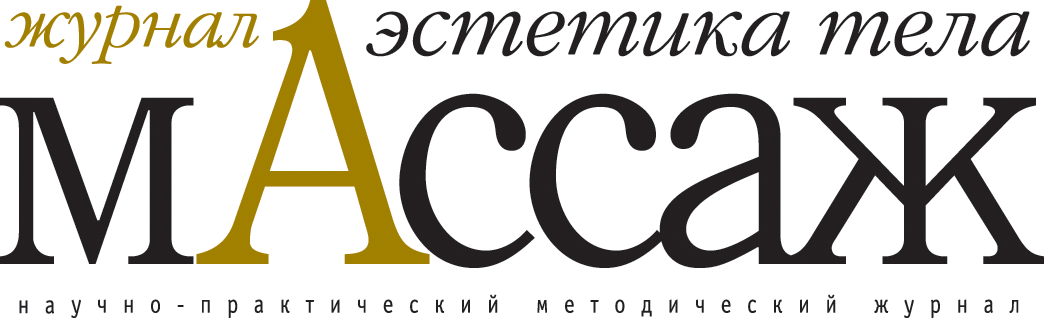 журнал эстетика тела
мАссаж
научно-практический методический журнал